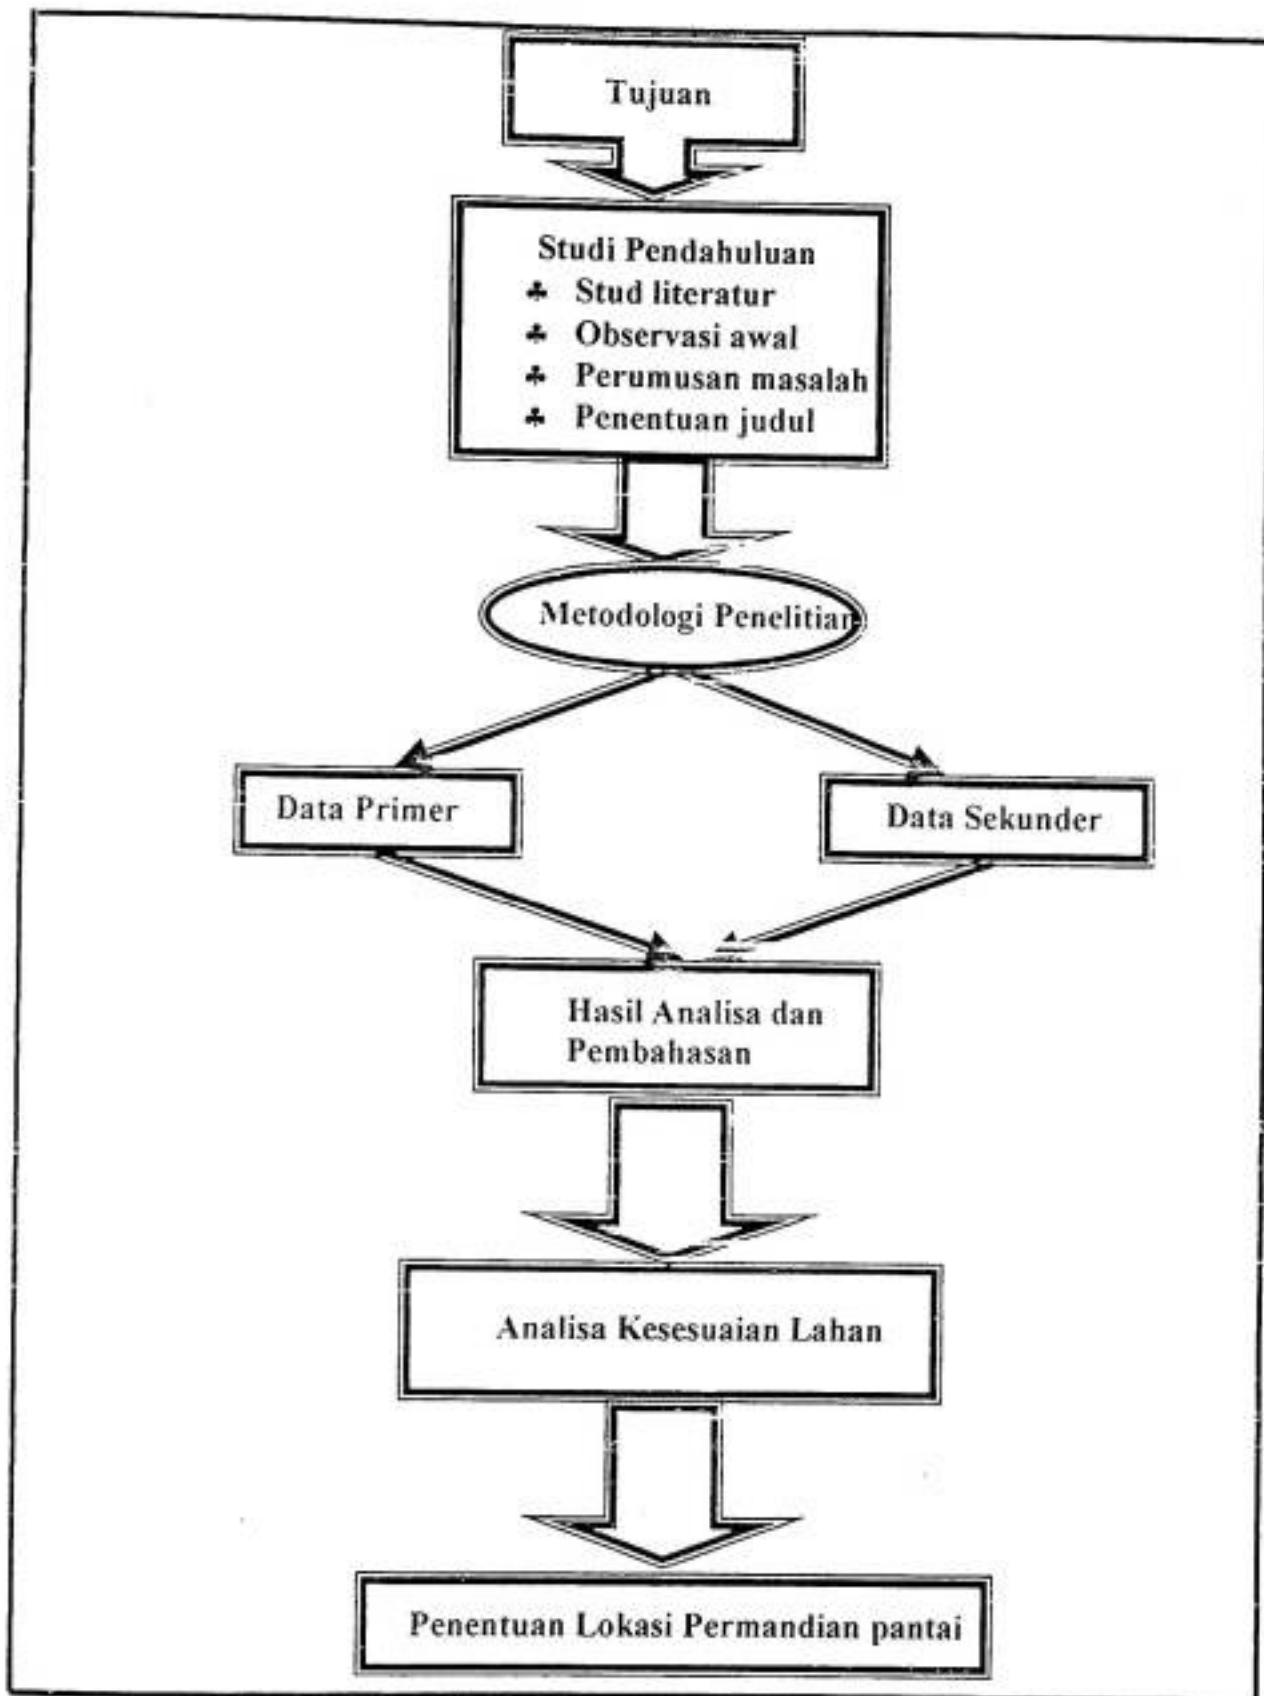 Tujuan
Studi Pendahuluan
♣ Stud literatur
♣ Observasi awal
♣ Perumusan masalah
♣ Penentuan judul
Metodologi Penelitian
Data Primer
Data Sekunder
Hasil Analisa dan
Pembahasan
Analisa Kesesuaian Lahan
Penentuan Lokasi Permandian pantai